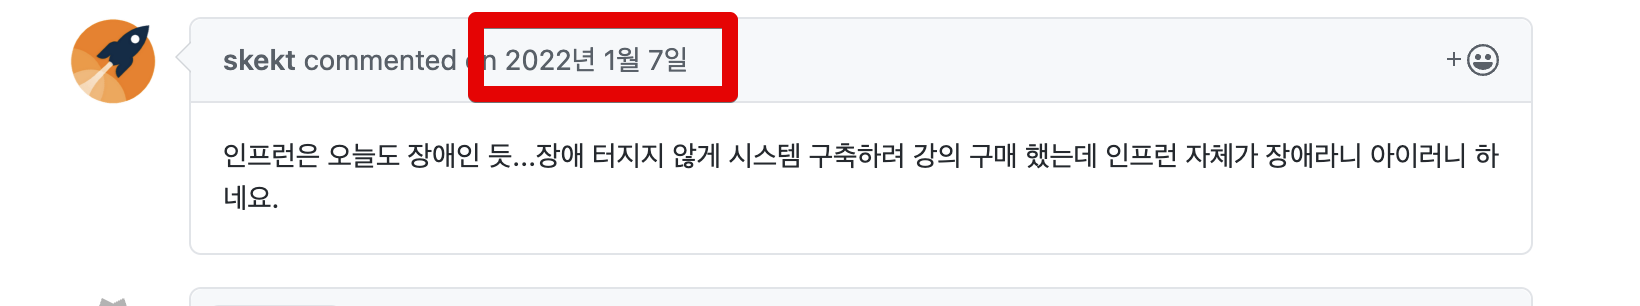 skekt commented on 2022년 1월 7일
인프런은 오늘도 장애인 듯...장애 터지지 않게 시스템 구축하려 강의 구매 했는데 인프런 자체가 장애라니 아이러니 하
네요.